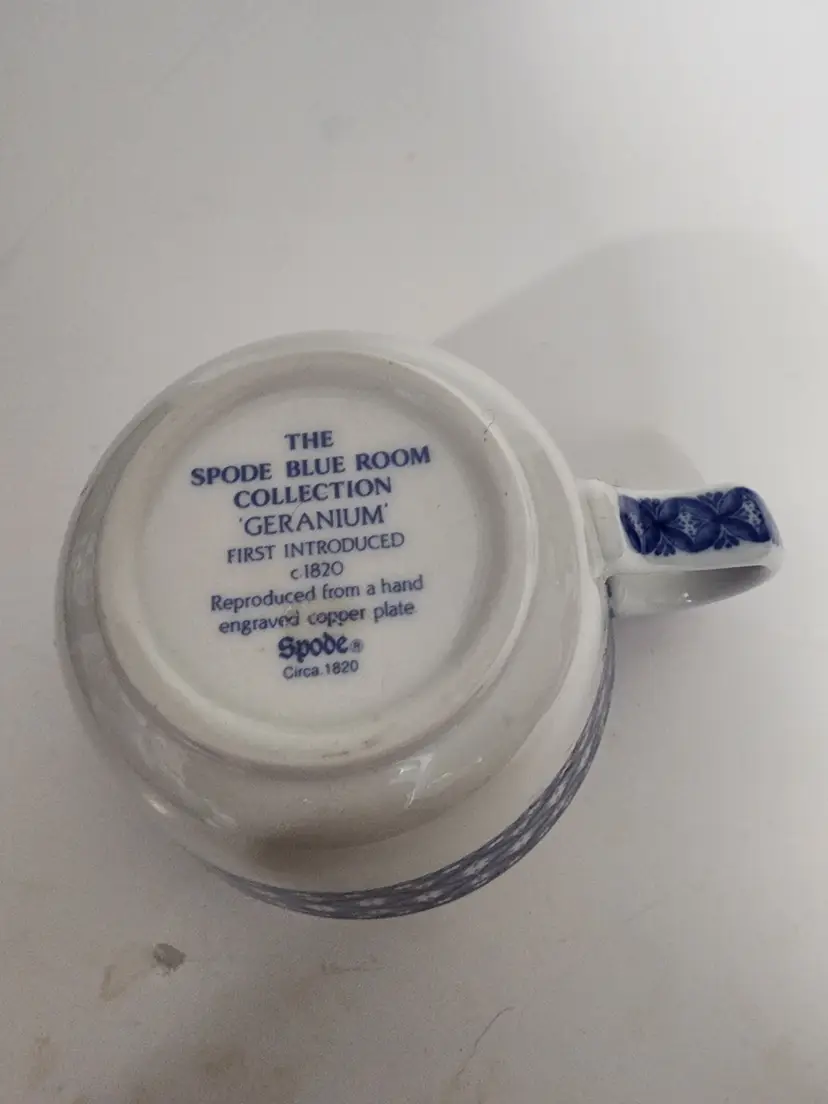 THE
SPODE BLUE ROOM
COLLECTION
'GERANIUM'
FIRST INTRODUCED
c.1820
Reproduced from a hand
engraved copper plate.
Spode®
Circa.1820